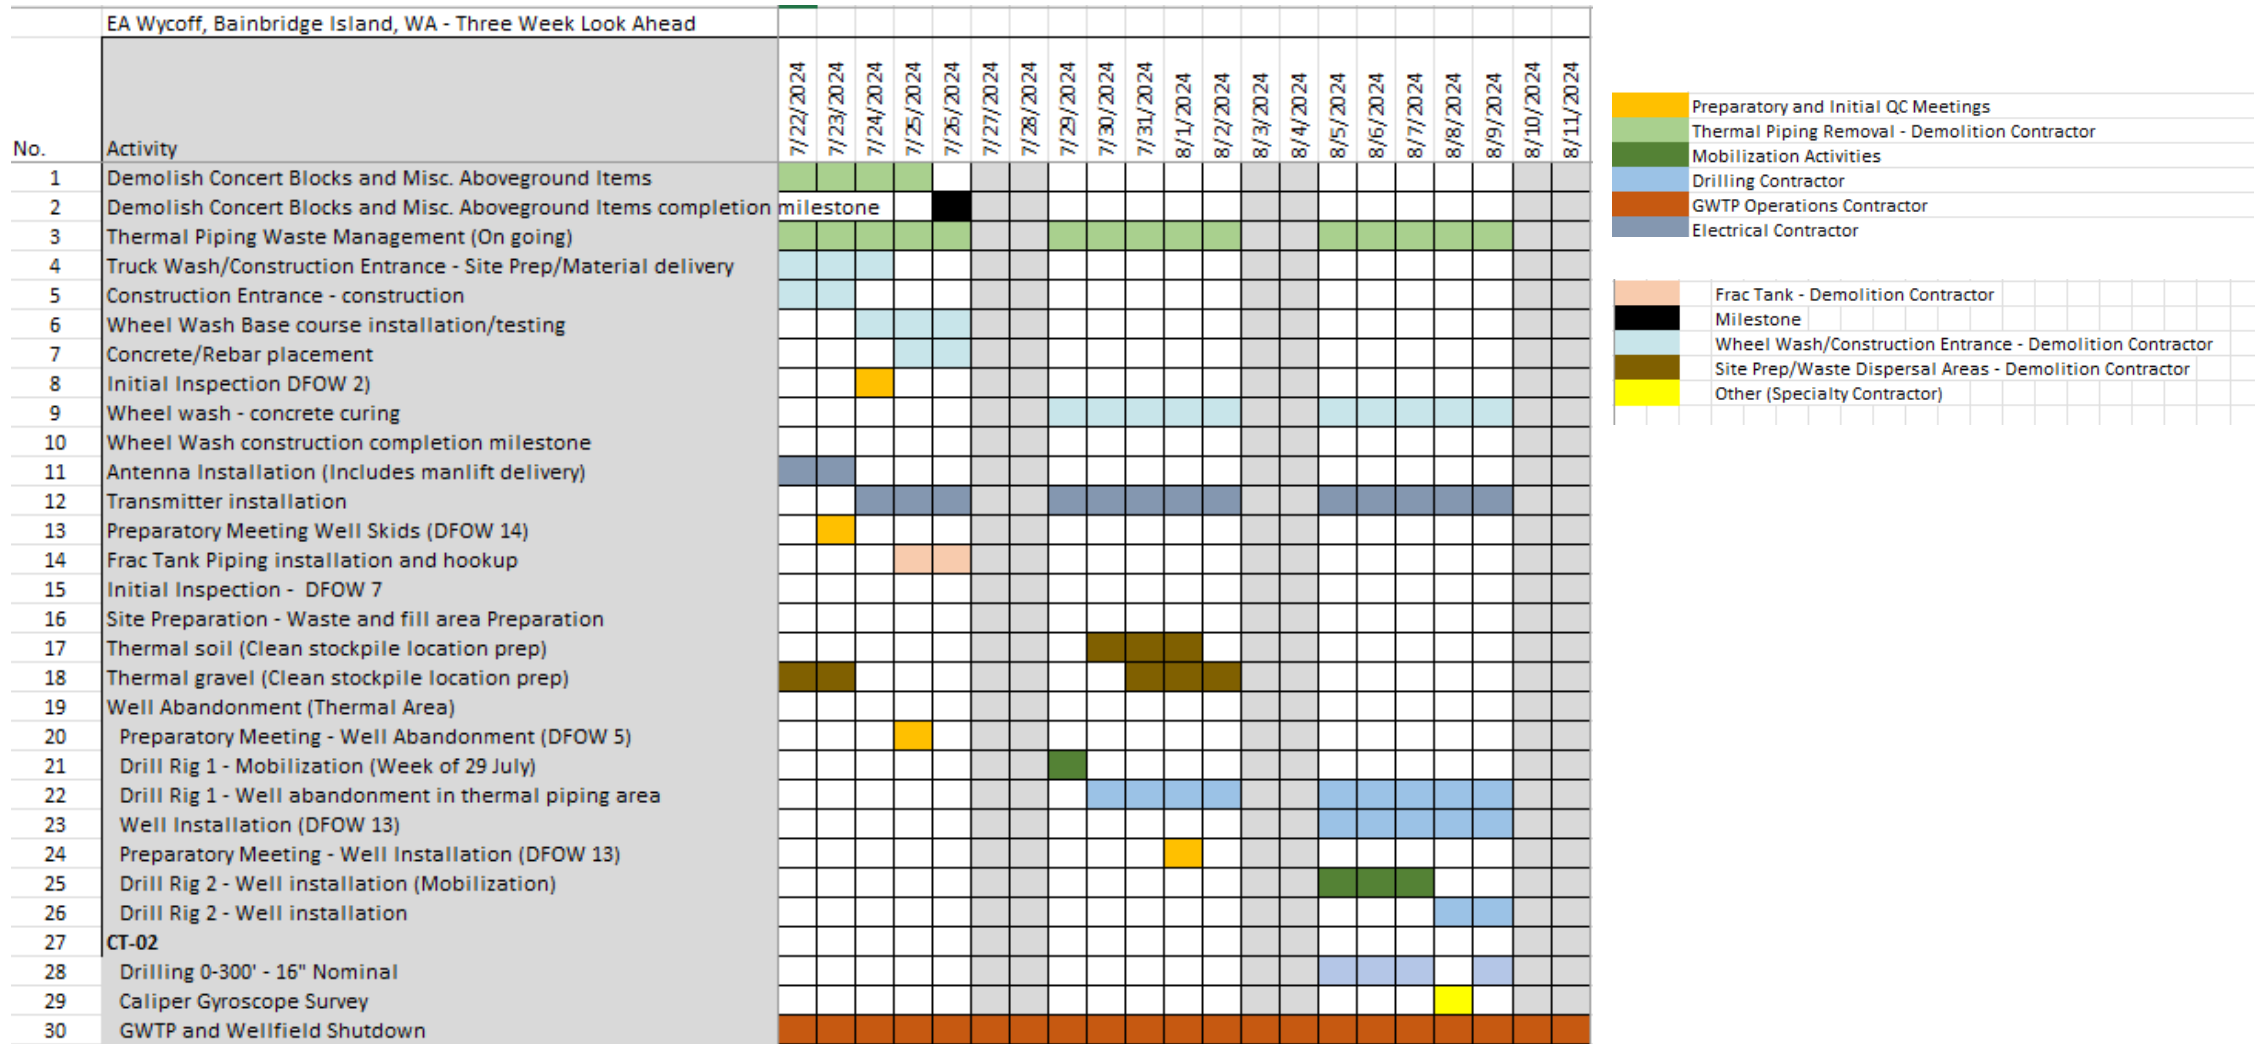 EA Wycoff, Bainbridge Island, WA - Three Week Look Ahead
No. Activity 7/22/2024 7/23/2024 7/24/2024 7/25/2024 7/26/2024 7/27/2024 7/28/2024 7/29/2024 7/30/2024 7/31/2024 8/1/2024 8/2/2024 8/3/2024 8/4/2024 8/5/2024 8/6/2024 8/7/2024 8/8/2024 8/9/2024 8/10/2024 8/11/2024
1 Demolish Concert Blocks and Misc. Aboveground Items
2 Demolish Concert Blocks and Misc. Aboveground Items completion milestone
3 Thermal Piping Waste Management (On going)
4 Truck Wash/Construction Entrance - Site Prep/Material delivery
5 Construction Entrance - construction
6 Wheel Wash Base course installation/testing
7 Concrete/Rebar placement
8 Initial Inspection DFOW 2)
9 Wheel wash - concrete curing
10 Wheel Wash construction completion milestone
11 Antenna Installation (Includes manlift delivery)
12 Transmitter installation
13 Preparatory Meeting Well Skids (DFOW 14)
14 Frac Tank Piping installation and hookup
15 Initial Inspection - DFOW 7
16 Site Preparation - Waste and fill area Preparation
17 Thermal soil (Clean stockpile location prep)
18 Thermal gravel (Clean stockpile location prep)
19 Well Abandonment (Thermal Area)
20 Preparatory Meeting - Well Abandonment (DFOW 5)
21 Drill Rig 1 - Mobilization (Week of 29 July)
22 Drill Rig 1 - Well abandonment in thermal piping area
23 Well Installation (DFOW 13)
24 Preparatory Meeting - Well Installation (DFOW 13)
25 Drill Rig 2 - Well installation (Mobilization)
26 Drill Rig 2 - Well installation
27 CT-02
28 Drilling 0-300' - 16" Nominal
29 Caliper Gyroscope Survey
30 GWTP and Wellfield Shutdown
Preparatory and Initial QC Meetings
Thermal Piping Removal - Demolition Contractor
Mobilization Activities
Drilling Contractor
GWTP Operations Contractor
Electrical Contractor
Frac Tank - Demolition Contractor
Milestone
Wheel Wash/Construction Entrance - Demolition Contractor
Site Prep/Waste Dispersal Areas - Demolition Contractor
Other (Specialty Contractor)